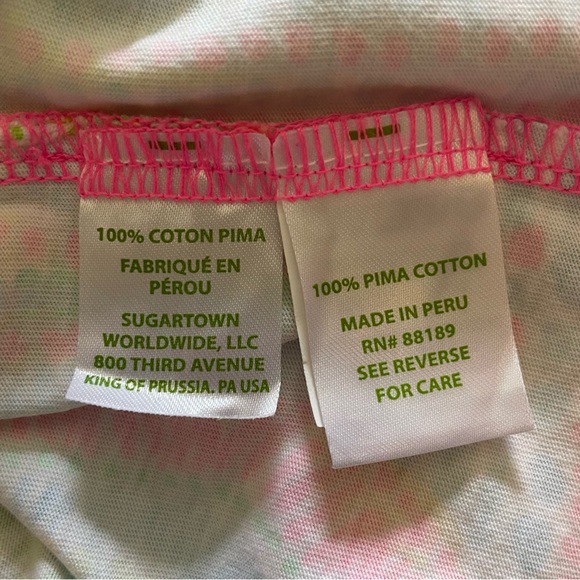 100% COTON PIMA
FABRIQUÉ EN
PÉROU
SUGARTOWN
WORLDWIDE, LLC
800 THIRD AVENUE
KING OF PRUSSIA, PA USA
100% PIMA COTTON
MADE IN PERU
RN# 88189
SEE REVERSE
FOR CARE